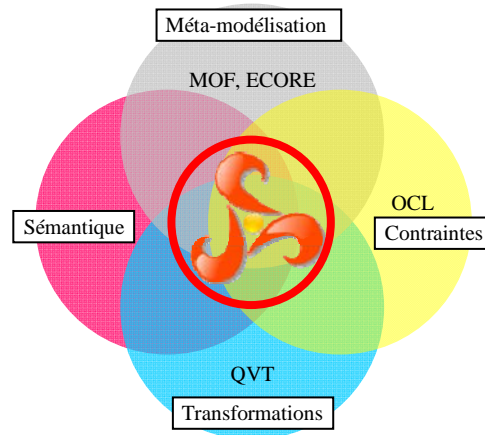 Méta-modélisation
MOF, ECORE
OCL
Sémantique
Contraintes
QVT
Transformations